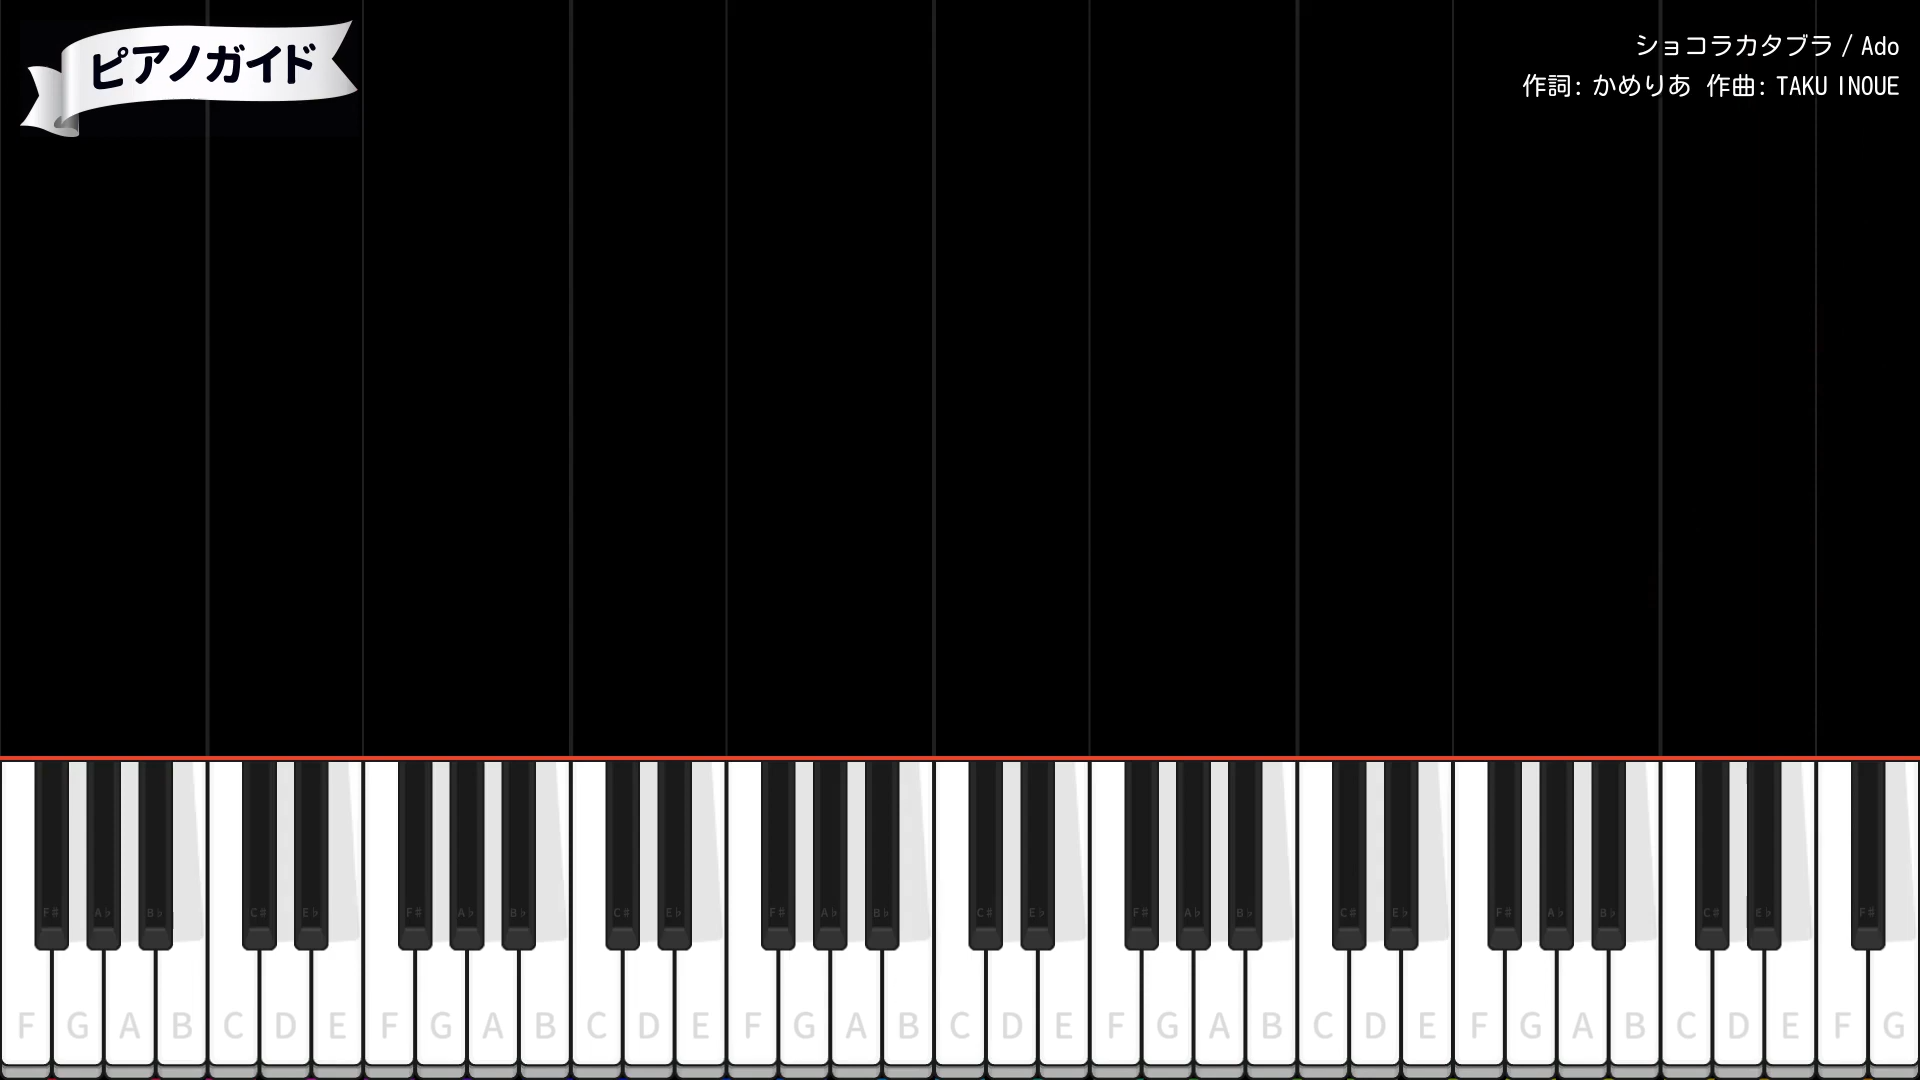 ピアノガイド
ショコラカタブラ / Ado
作詞: かめりあ 作曲: TAKU INOUE
F# A♭ B♭ C# E♭ F# A♭ B♭ C# E♭ F# A♭ B♭ C# E♭ F# A♭ B♭ C# E♭ F# A♭ B♭ C# E♭ F#
F G A B C D E F G A B C D E F G A B C D E F G A B C D E F G A B C D E F G